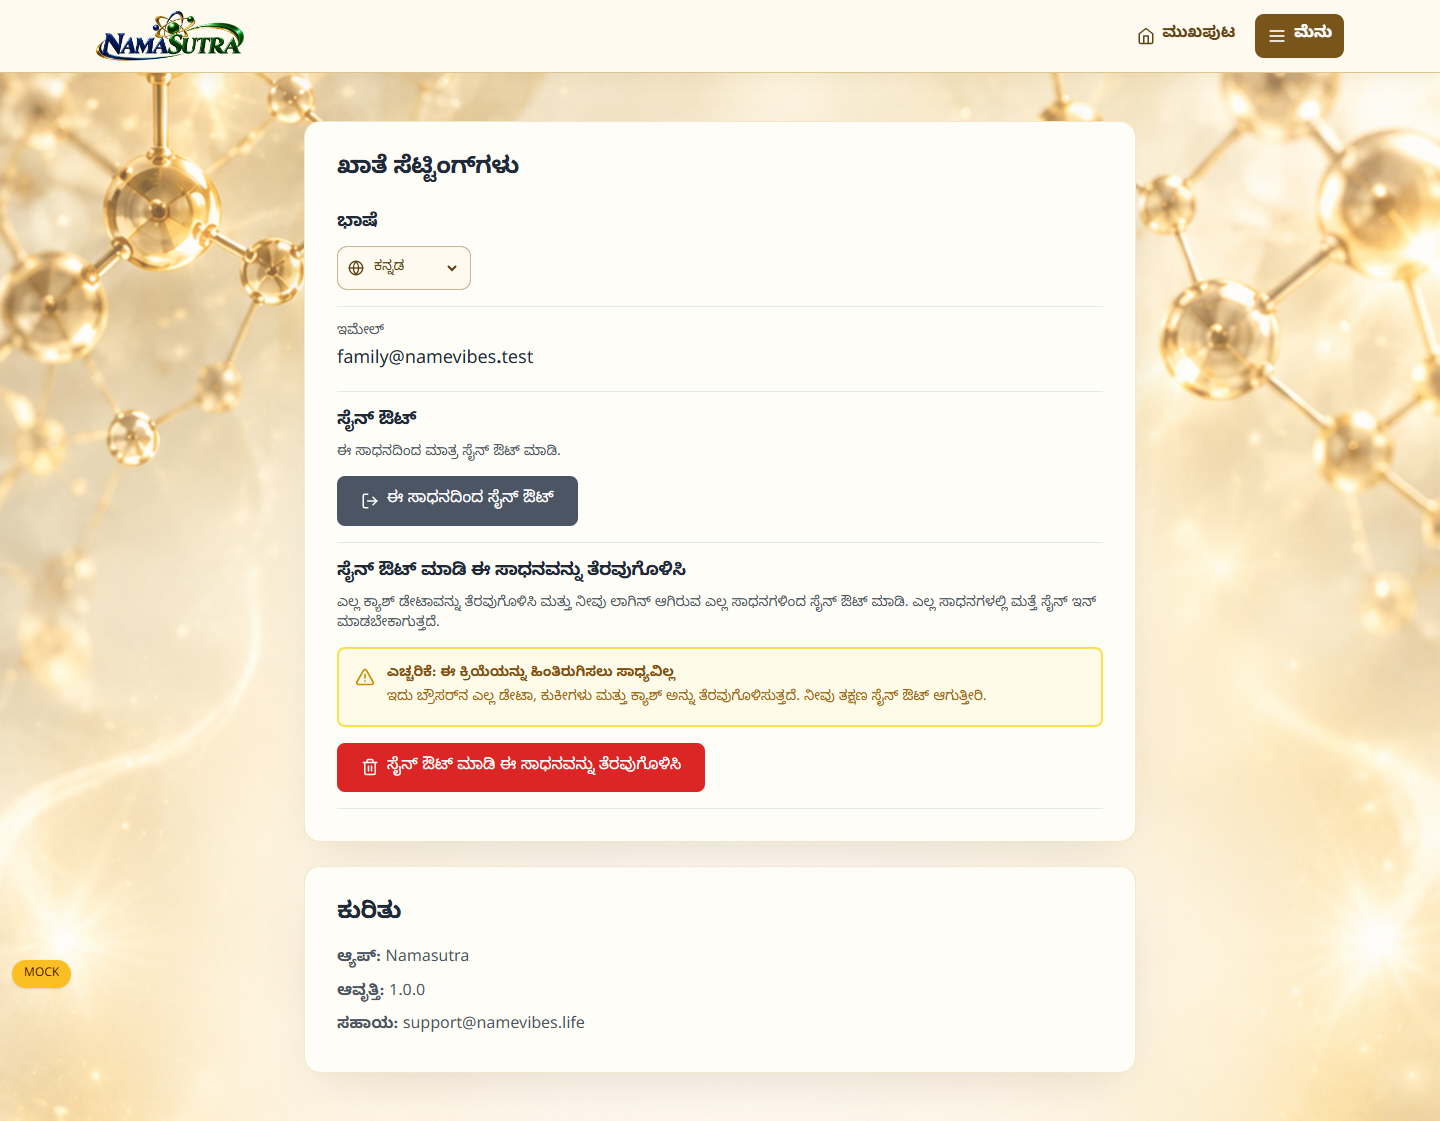 NAMASUTRA
ಮುಖಪುಟ
ಮೆನು
ಖಾತೆ ಸೆಟ್ಟಿಂಗ್‌ಗಳು
ಭಾಷೆ
ಕನ್ನಡ
ಇಮೇಲ್
family@namevibes.test
ಸೈನ್ ಔಟ್
ಈ ಸಾಧನದಿಂದ ಮಾತ್ರ ಸೈನ್ ಔಟ್ ಮಾಡಿ.
ಈ ಸಾಧನದಿಂದ ಸೈನ್ ಔಟ್
ಸೈನ್ ಔಟ್ ಮಾಡಿ ಈ ಸಾಧನವನ್ನು ತೆರವುಗೊಳಿಸಿ
ಎಲ್ಲ ಕ್ಯಾಶ್ ಡೇಟಾವನ್ನು ತೆರವುಗೊಳಿಸಿ ಮತ್ತು ನೀವು ಲಾಗಿನ್ ಆಗಿರುವ ಎಲ್ಲ ಸಾಧನಗಳಿಂದ ಸೈನ್ ಔಟ್ ಮಾಡಿ. ಎಲ್ಲ ಸಾಧನಗಳಲ್ಲಿ ಮತ್ತೆ ಸೈನ್ ಇನ್
ಮಾಡಬೇಕಾಗುತ್ತದೆ.
ಎಚ್ಚರಿಕೆ: ಈ ಕ್ರಿಯೆಯನ್ನು ಹಿಂತಿರುಗಿಸಲು ಸಾಧ್ಯವಿಲ್ಲ
ಇದು ಬ್ರೌಸರ್‌ನ ಎಲ್ಲ ಡೇಟಾ, ಕುಕೀಗಳು ಮತ್ತು ಕ್ಯಾಶ್ ಅನ್ನು ತೆರವುಗೊಳಿಸುತ್ತದೆ. ನೀವು ತಕ್ಷಣ ಸೈನ್ ಔಟ್ ಆಗುತ್ತೀರಿ.
ಸೈನ್ ಔಟ್ ಮಾಡಿ ಈ ಸಾಧನವನ್ನು ತೆರವುಗೊಳಿಸಿ
ಕುರಿತು
ಆ್ಯಪ್: Namasutra
MOCK
ಆವೃತ್ತಿ: 1.0.0
ಸಹಾಯ: support@namevibes.life